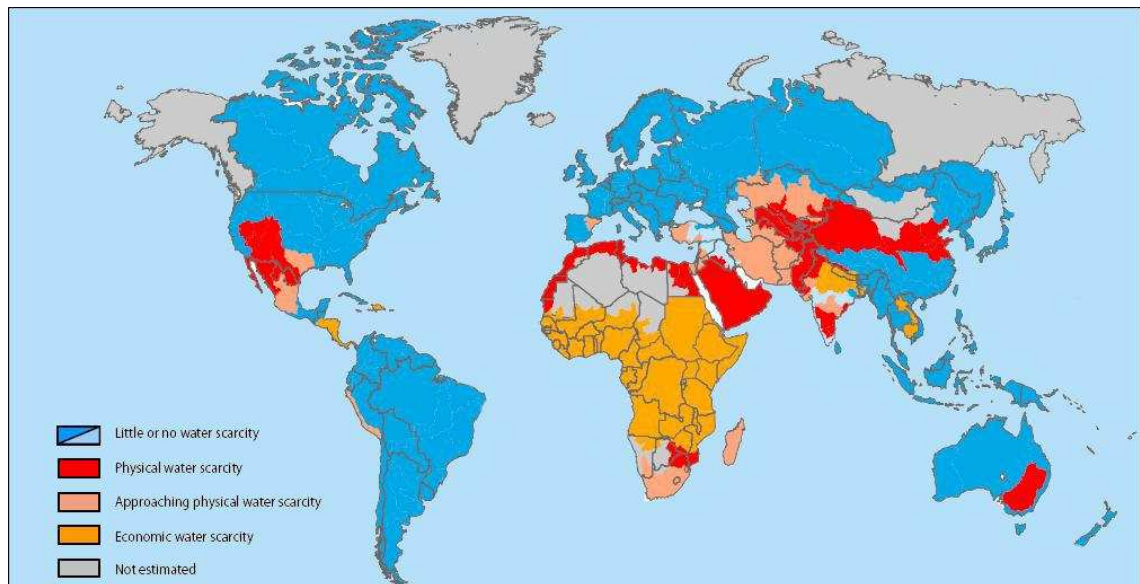 Little or no water scarcity
Physical water scarcity
Approaching physical water scarcity
Economic water scarcity
Not estimated